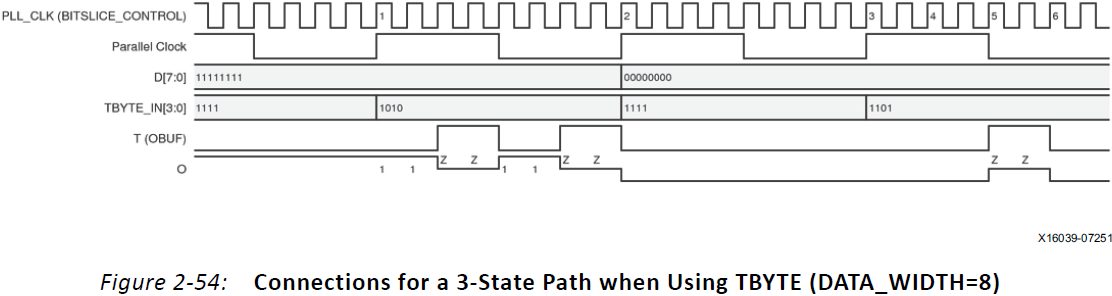 PLL_CLK (BITSLICE_CONTROL) 1 2 3 4 5 6
Parallel Clock
D[7:0] 11111111 00000000
TBYTE_IN[3:0] 1111 1010 1111 1101
T (OBUF)
O 1 1 Z Z 1 1 Z Z Z Z
X16039-07251
Figure 2-54: Connections for a 3-State Path when Using TBYTE (DATA_WIDTH=8)